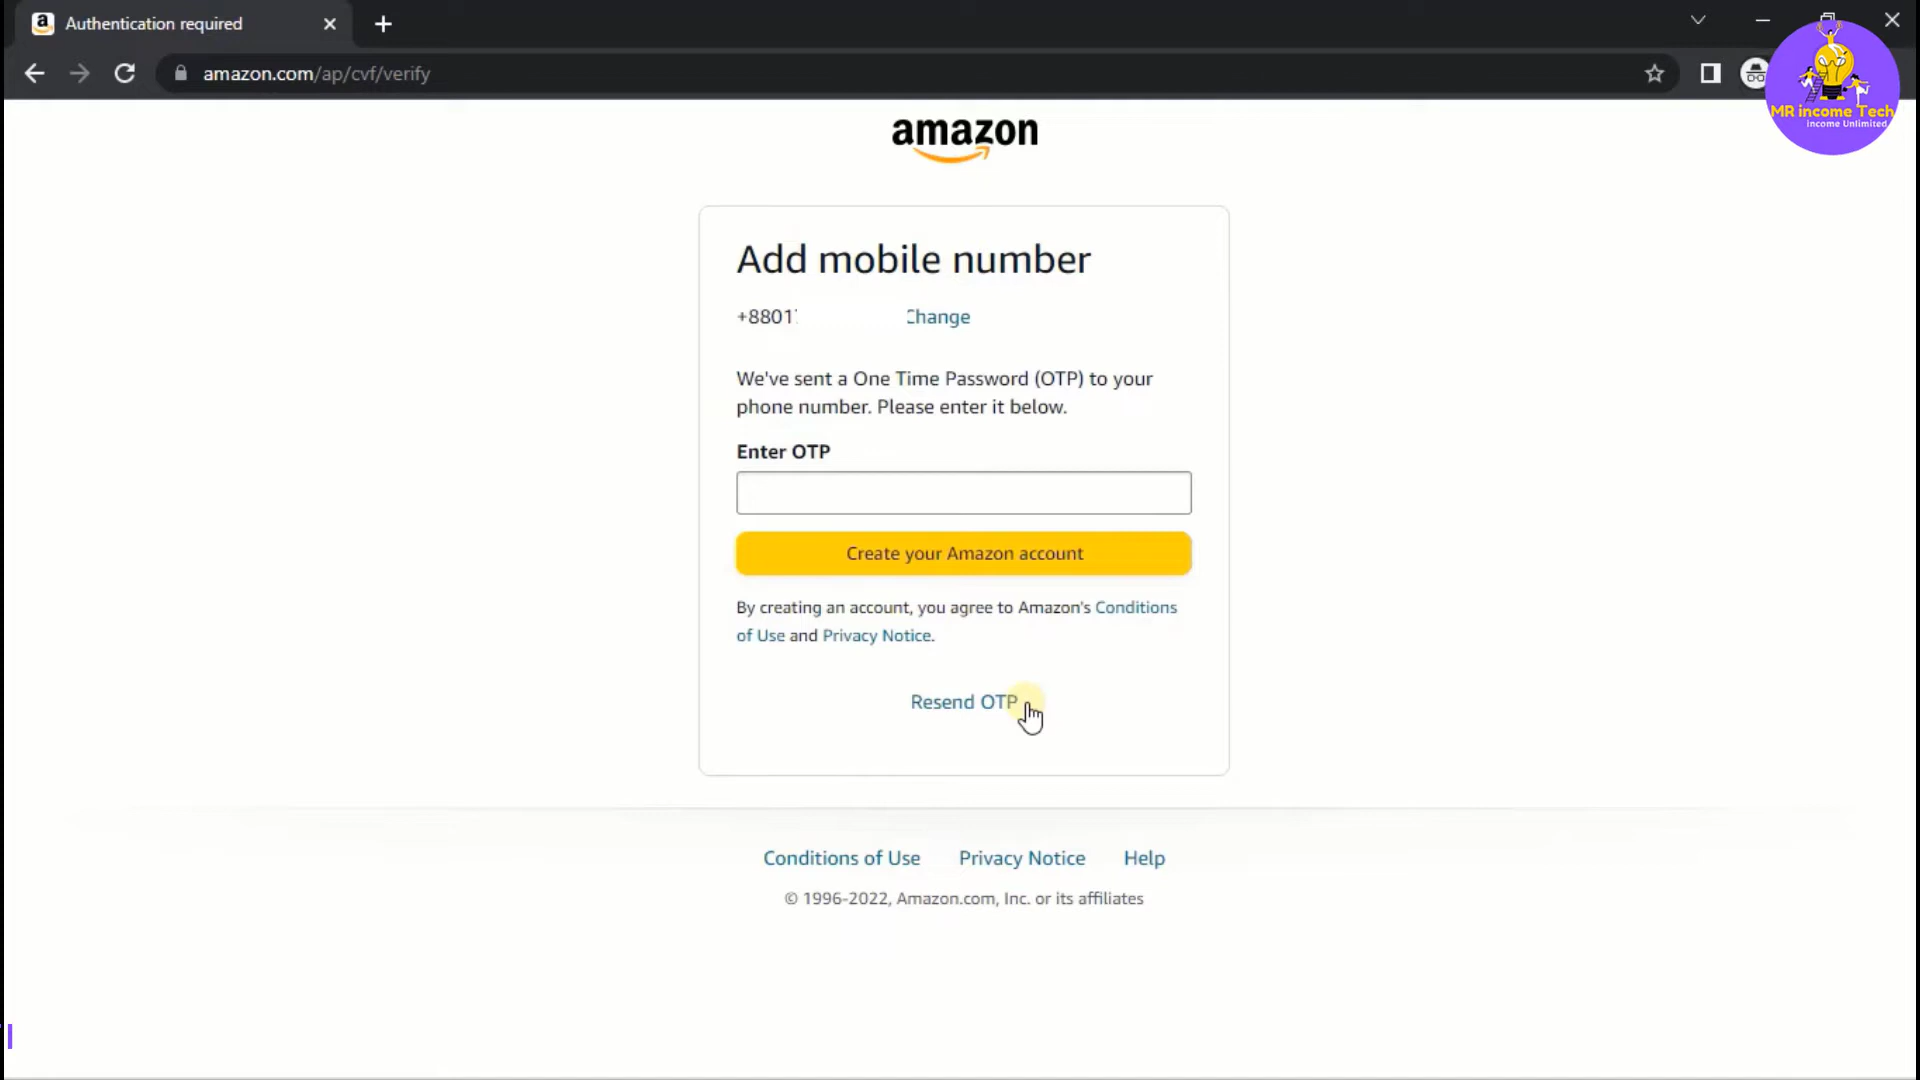 Authentication required
amazon.com/ap/cvf/verify
MR income Tech
income Unlimited
amazon
Add mobile number
+8801 Change
We've sent a One Time Password (OTP) to your
phone number. Please enter it below.
Enter OTP
Create your Amazon account
By creating an account, you agree to Amazon's Conditions
of Use and Privacy Notice.
Resend OTP
Conditions of Use Privacy Notice Help
© 1996-2022, Amazon.com, Inc. or its affiliates